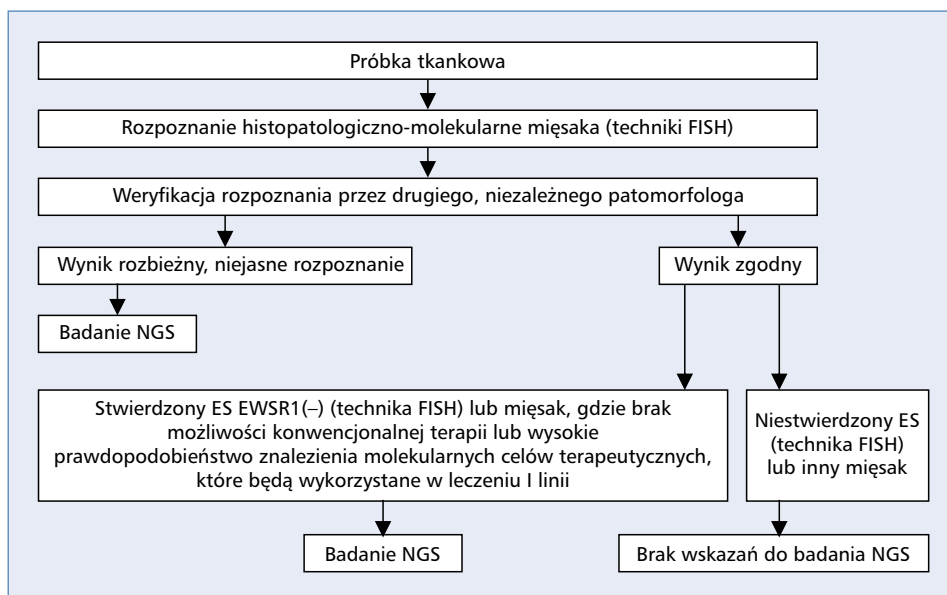 Próbka tkankowa
Rozpoznanie histopatologiczno-molekularne mięsaka (techniki FISH)
Weryfikacja rozpoznania przez drugiego, niezależnego patomorfologa
Wynik rozbieżny, niejasne rozpoznanie
Wynik zgodny
Badanie NGS
Stwierdzony ES EWSR1(–) (technika FISH) lub mięsak, gdzie brak
możliwości konwencjonalnej terapii lub wysokie
prawdopodobieństwo znalezienia molekularnych celów terapeutycznych,
które będą wykorzystane w leczeniu I linii
Niestwierdzony ES
(technika FISH)
lub inny mięsak
Badanie NGS
Brak wskazań do badania NGS